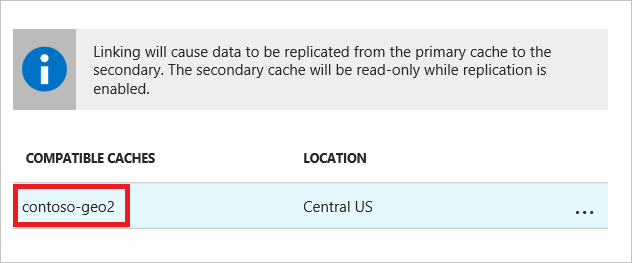 Linking will cause data to be replicated from the primary cache to the
secondary. The secondary cache will be read-only while replication is
enabled.
COMPATIBLE CACHES LOCATION
contoso-geo2 Central US ...